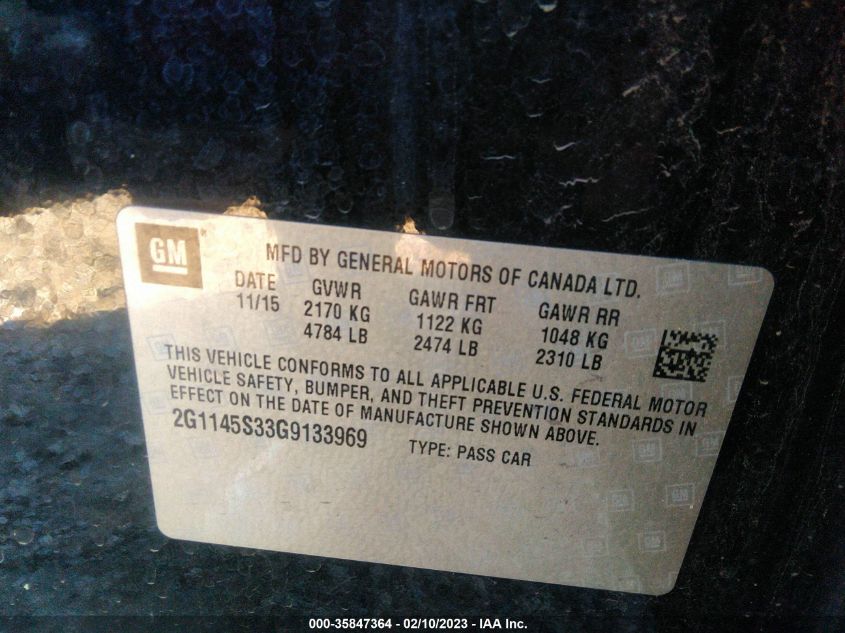 GM
MFD BY GENERAL MOTORS OF CANADA LTD.
DATE GVWR GAWR FRT GAWR RR
11/15 2170 KG 1122 KG 1048 KG
4784 LB 2474 LB 2310 LB
THIS VEHICLE CONFORMS TO ALL APPLICABLE U.S. FEDERAL MOTOR
VEHICLE SAFETY, BUMPER, AND THEFT PREVENTION STANDARDS IN
EFFECT ON THE DATE OF MANUFACTURE SHOWN ABOVE.
2G1145S33G9133969 TYPE: PASS CAR
000-35847364 - 02/10/2023 - IAA Inc.